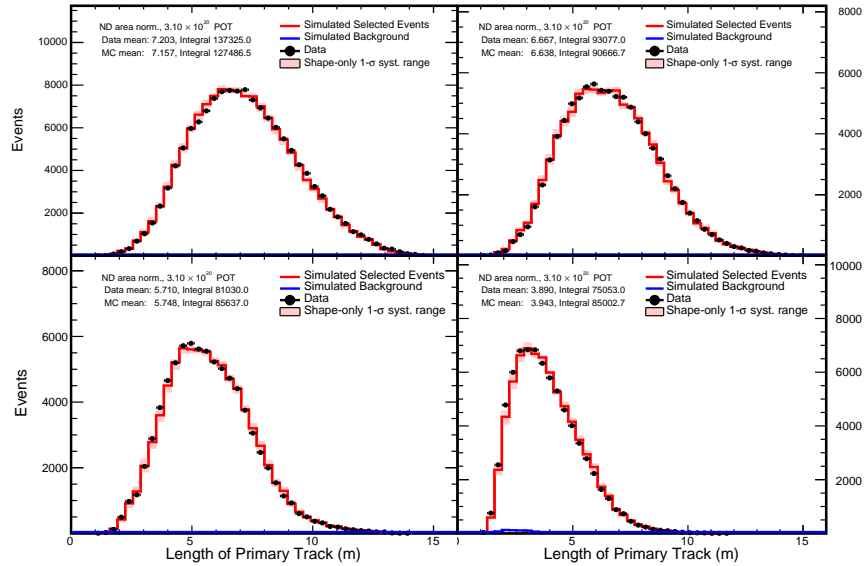 ND area norm., 3.10 × 10²⁰ POT
Data mean: 7.203, Integral 137325.0
MC mean: 7.157, Integral 127486.5
Simulated Selected Events
Simulated Background
Data
Shape-only 1-σ syst. range
Events
10000
8000
6000
4000
2000
ND area norm., 3.10 × 10²⁰ POT
Data mean: 6.667, Integral 93077.0
MC mean: 6.638, Integral 90666.7
Simulated Selected Events
Simulated Background
Data
Shape-only 1-σ syst. range
8000
6000
4000
2000
ND area norm., 3.10 × 10²⁰ POT
Data mean: 5.710, Integral 81030.0
MC mean: 5.748, Integral 85637.0
Simulated Selected Events
Simulated Background
Data
Shape-only 1-σ syst. range
Events
8000
6000
4000
2000
0 5 10 15
Length of Primary Track (m)
ND area norm., 3.10 × 10²⁰ POT
Data mean: 3.890, Integral 75053.0
MC mean: 3.943, Integral 85002.7
Simulated Selected Events
Simulated Background
Data
Shape-only 1-σ syst. range
10000
8000
6000
4000
2000
0
5 10 15
Length of Primary Track (m)